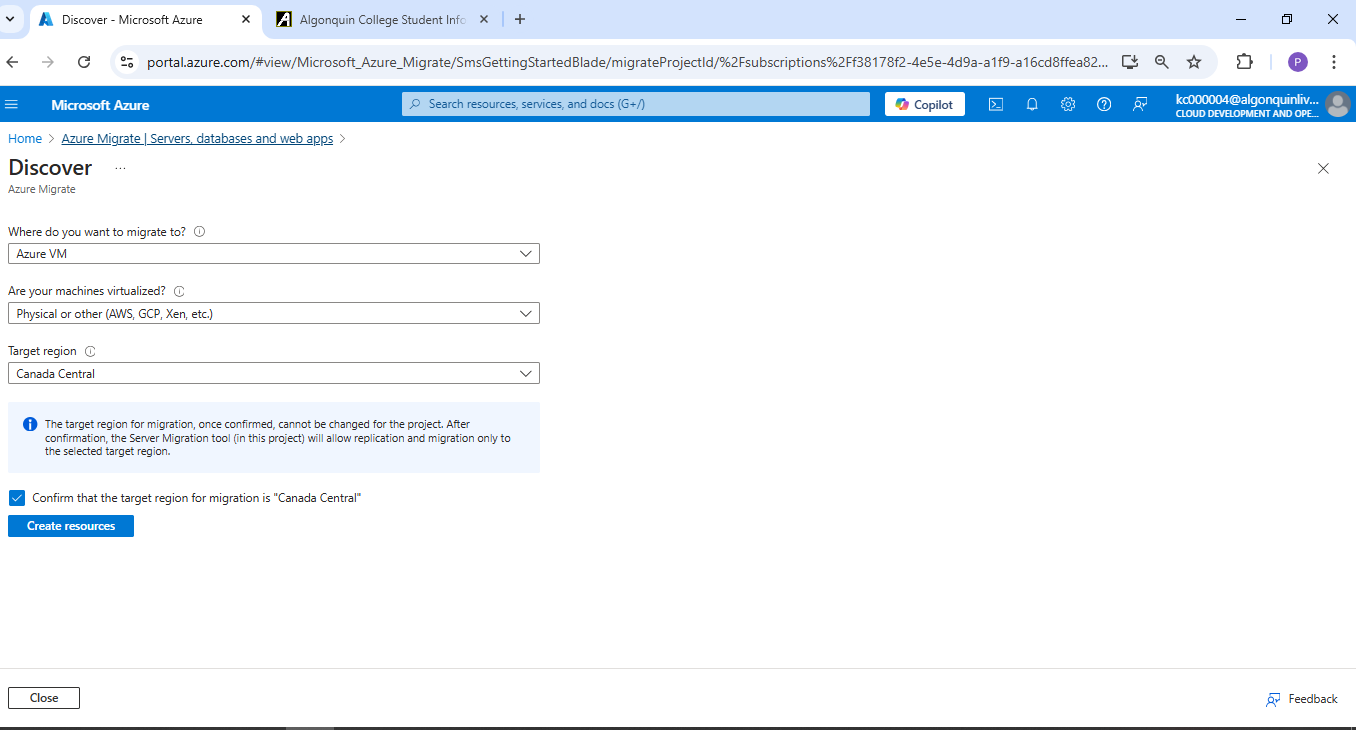 Discover - Microsoft Azure
Algonquin College Student Info
portal.azure.com/#view/Microsoft_Azure_Migrate/SmsGettingStartedBlade/migrateProjectId/%2Fsubscriptions%2Ff38178f2-4e5e-4d9a-a1f9-a16cd8ffea82...
P
Microsoft Azure
Search resources, services, and docs (G+/)
Copilot
kc000004@algonquinliv...
CLOUD DEVELOPMENT AND OPE...
Home > Azure Migrate | Servers, databases and web apps >
Discover ...
Azure Migrate
Where do you want to migrate to?
Azure VM
Are your machines virtualized?
Physical or other (AWS, GCP, Xen, etc.)
Target region
Canada Central
The target region for migration, once confirmed, cannot be changed for the project. After
confirmation, the Server Migration tool (in this project) will allow replication and migration only to
the selected target region.
Confirm that the target region for migration is "Canada Central"
Create resources
Close
Feedback